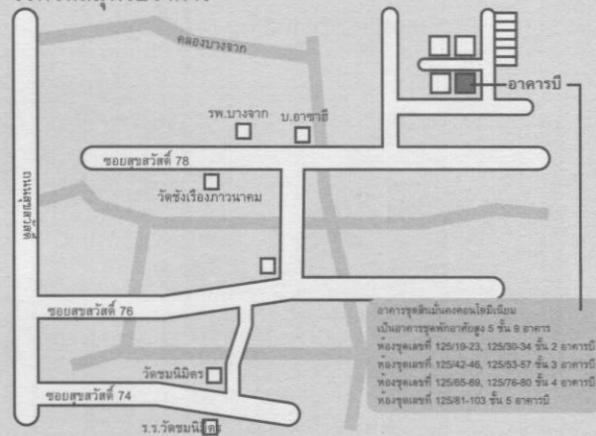 คลองบางจาก
อาคารบี
รพ.บางจาก
บ.อาซาฮี
ซอยสุขสวัสดิ์ 78
ถนนสุขสวัสดิ์
วัดชังเรืองภาวนาคม
ซอยสุขสวัสดิ์ 76
อาคารชุดสินมั่นคงคอนโดมิเนียม
เป็นอาคารชุดพักอาศัยสูง 5 ชั้น 9 อาคาร
ห้องชุดเลขที่ 125/19-23, 125/30-34 ชั้น 2 อาคารบี
ห้องชุดเลขที่ 125/42-46, 125/53-57 ชั้น 3 อาคารบี
ห้องชุดเลขที่ 125/65-69, 125/76-80 ชั้น 4 อาคารบี
ห้องชุดเลขที่ 125/81-103 ชั้น 5 อาคารบี
วัดชมนิมิตร
ซอยสุขสวัสดิ์ 74
ร.ร.วัดชมนิมิตร